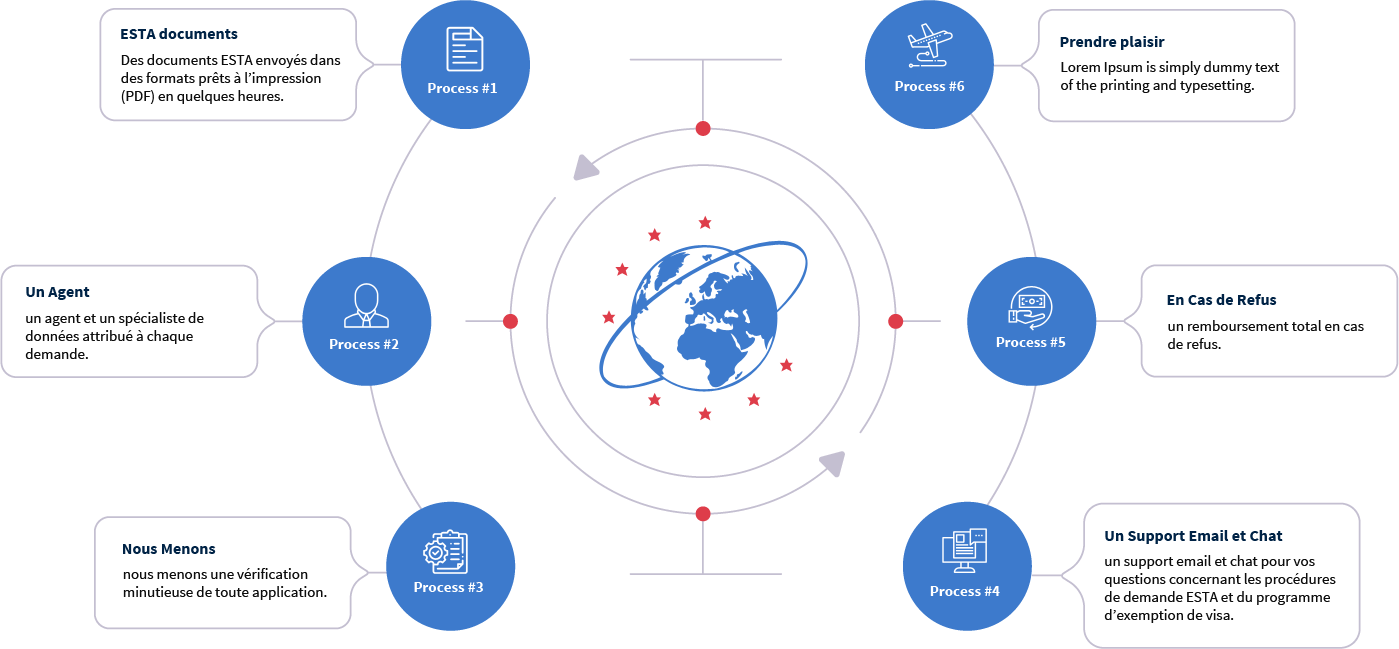 ESTA documents
Des documents ESTA envoyés dans
des formats prêts à l’impression
(PDF) en quelques heures.
Process #1
Un Agent
un agent et un spécialiste de
données attribué à chaque
demande.
Process #2
Nous Menons
nous menons une vérification
minutieuse de toute application.
Process #3
Process #6
Prendre plaisir
Lorem Ipsum is simply dummy text
of the printing and typesetting.
Process #5
En Cas de Refus
un remboursement total en cas
de refus.
Process #4
Un Support Email et Chat
un support email et chat pour vos
questions concernant les procédures
de demande ESTA et du programme
d’exemption de visa.